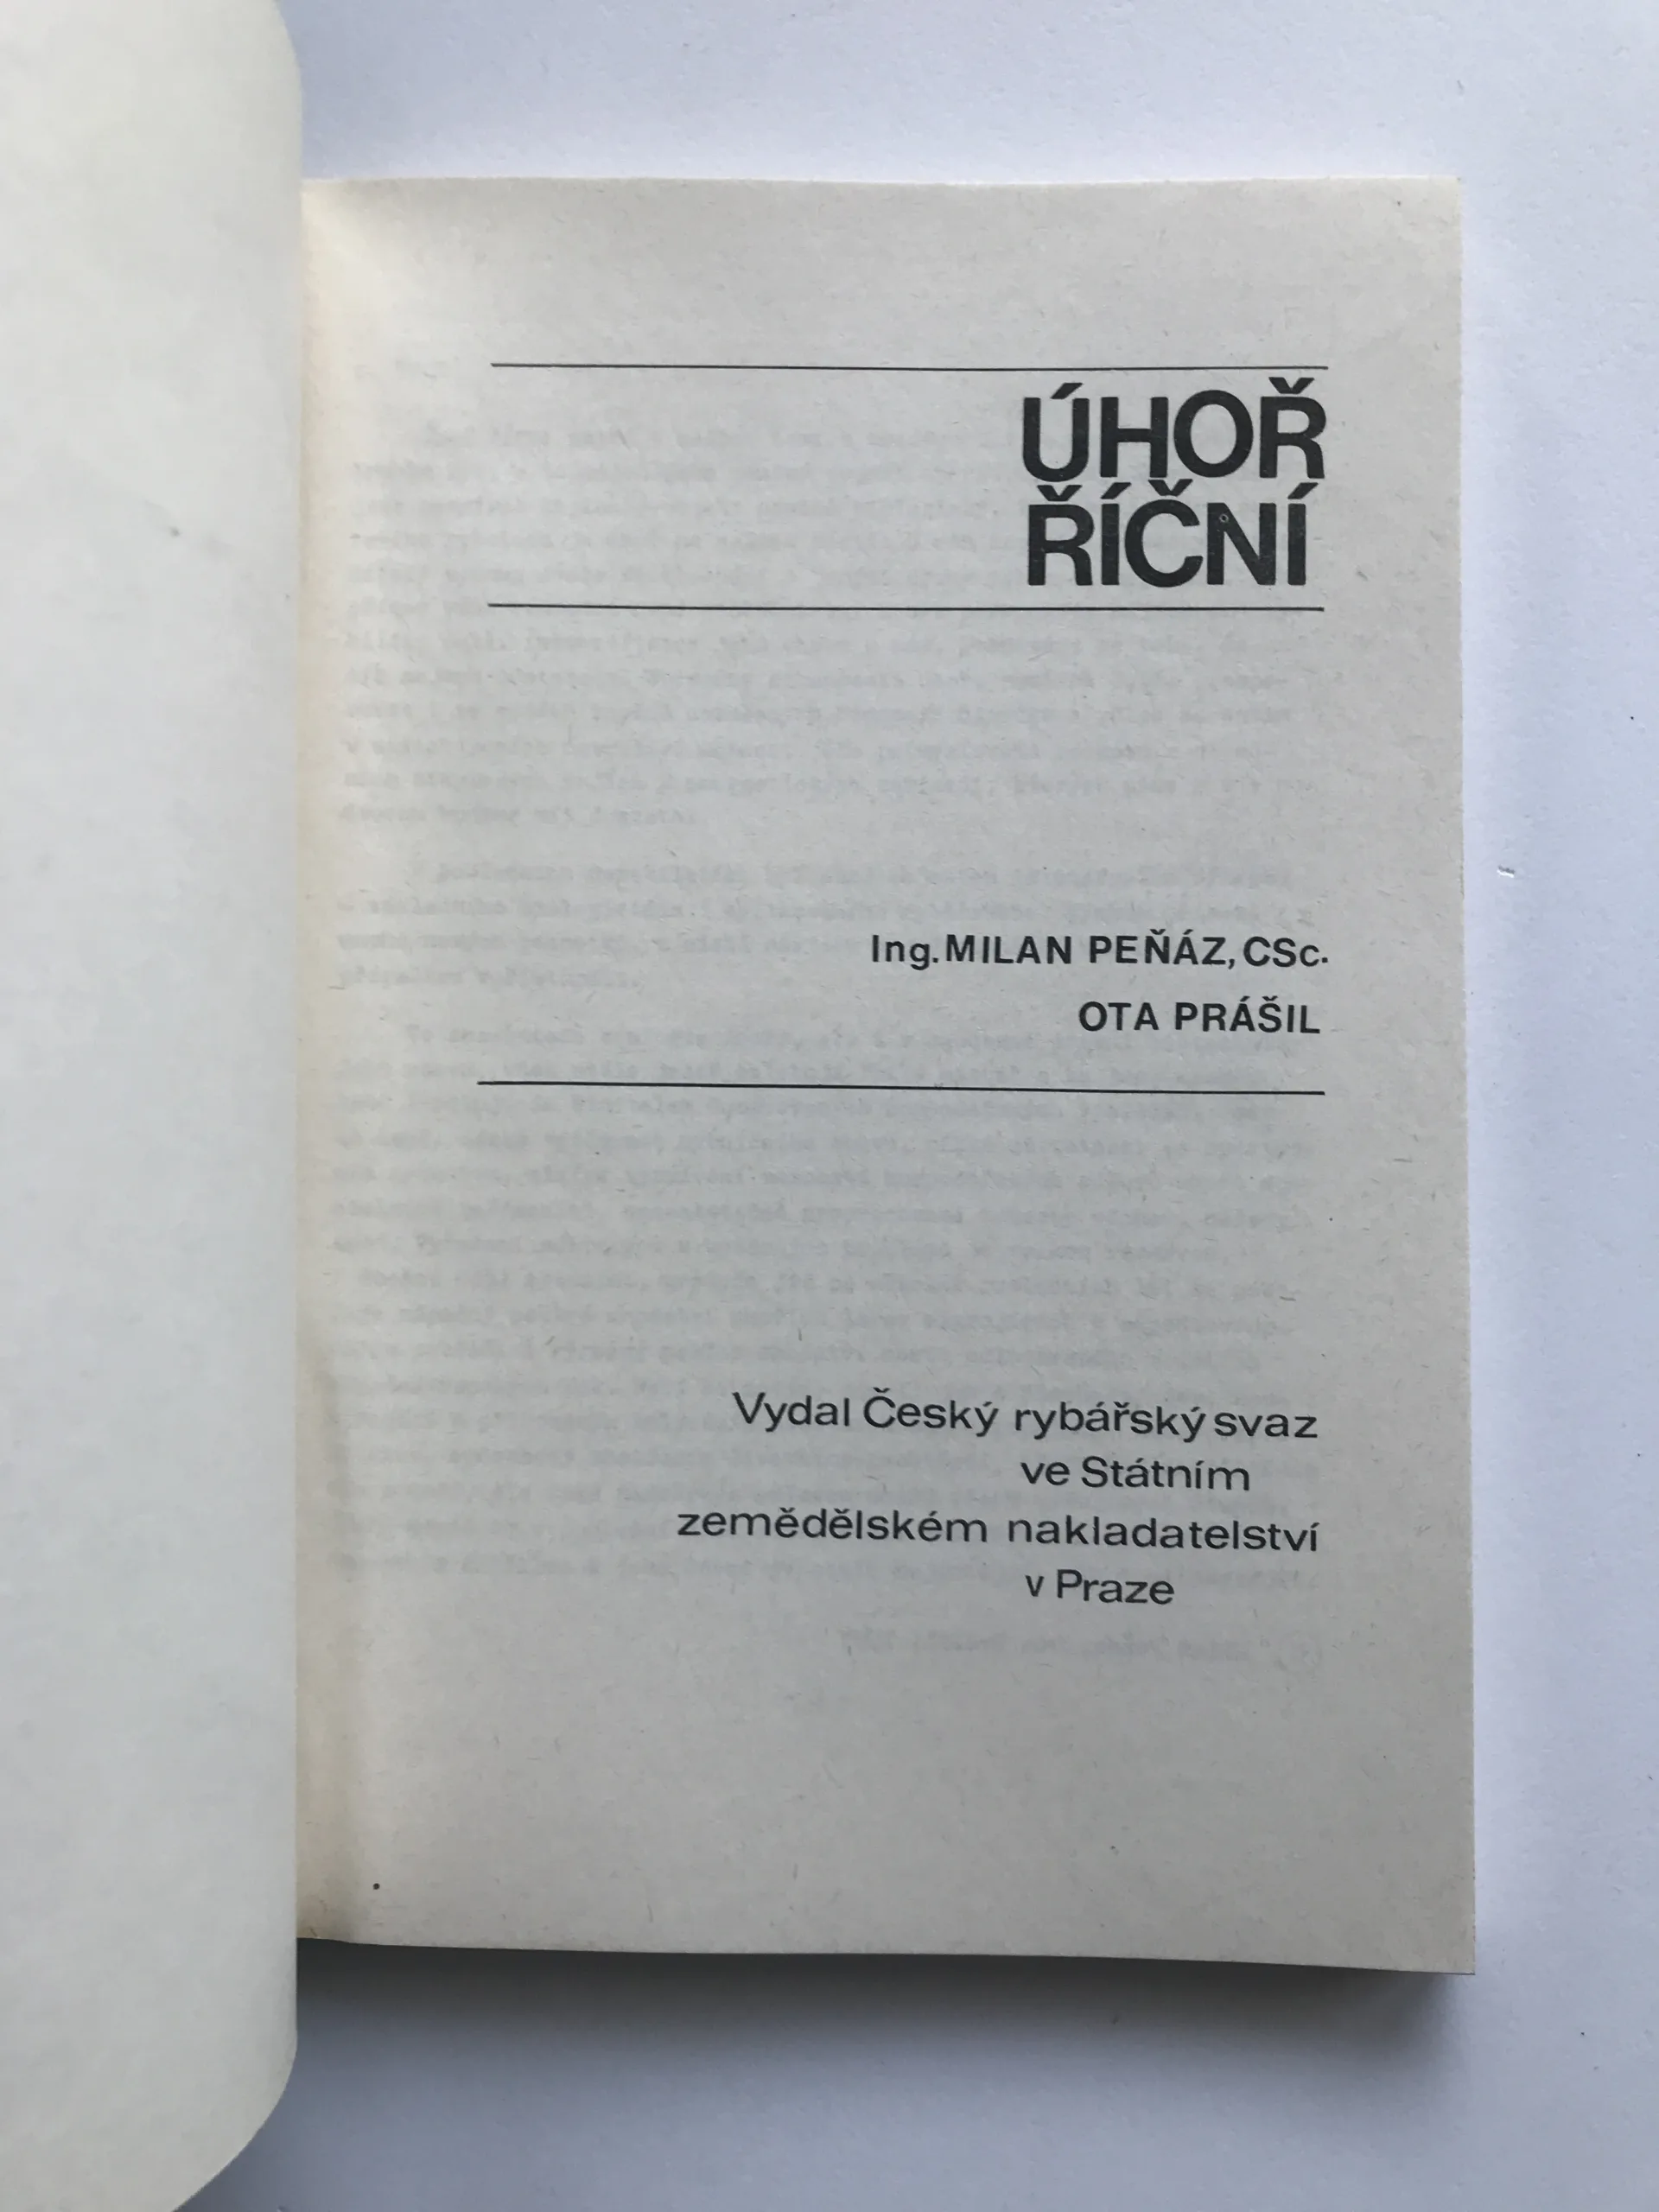 ÚHOŘ
ŘÍČNÍ
Ing. MILAN PEŇÁZ, CSc.
OTA PRÁŠIL
Vydal Český rybářský svaz
ve Státním
zemědělském nakladatelství
v Praze